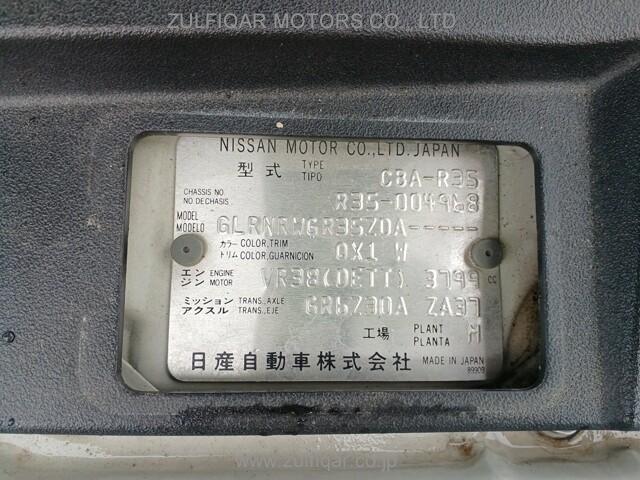 ZULFIQAR MOTORS CO., LTD
NISSAN MOTOR CO.,LTD.JAPAN
型式 TYPE TIPO CBA-R35
CHASSIS NO. NO.DECHASIS R35-004968
MODEL MODELO GLRNRWGR35ZDA-----
カラー トリム COLOR,TRIM COLOR,GUARNICION QX1 W
エンジン ENGINE MOTOR VR38(DETT) 3799 cc
ミッション アクスル TRANS.,AXLE TRANS.,EJE GR6Z30A ZA37
工場 PLANT PLANTA M
日産自動車株式会社 MADE IN JAPAN
8990B
www.zulfiqar.co.jp